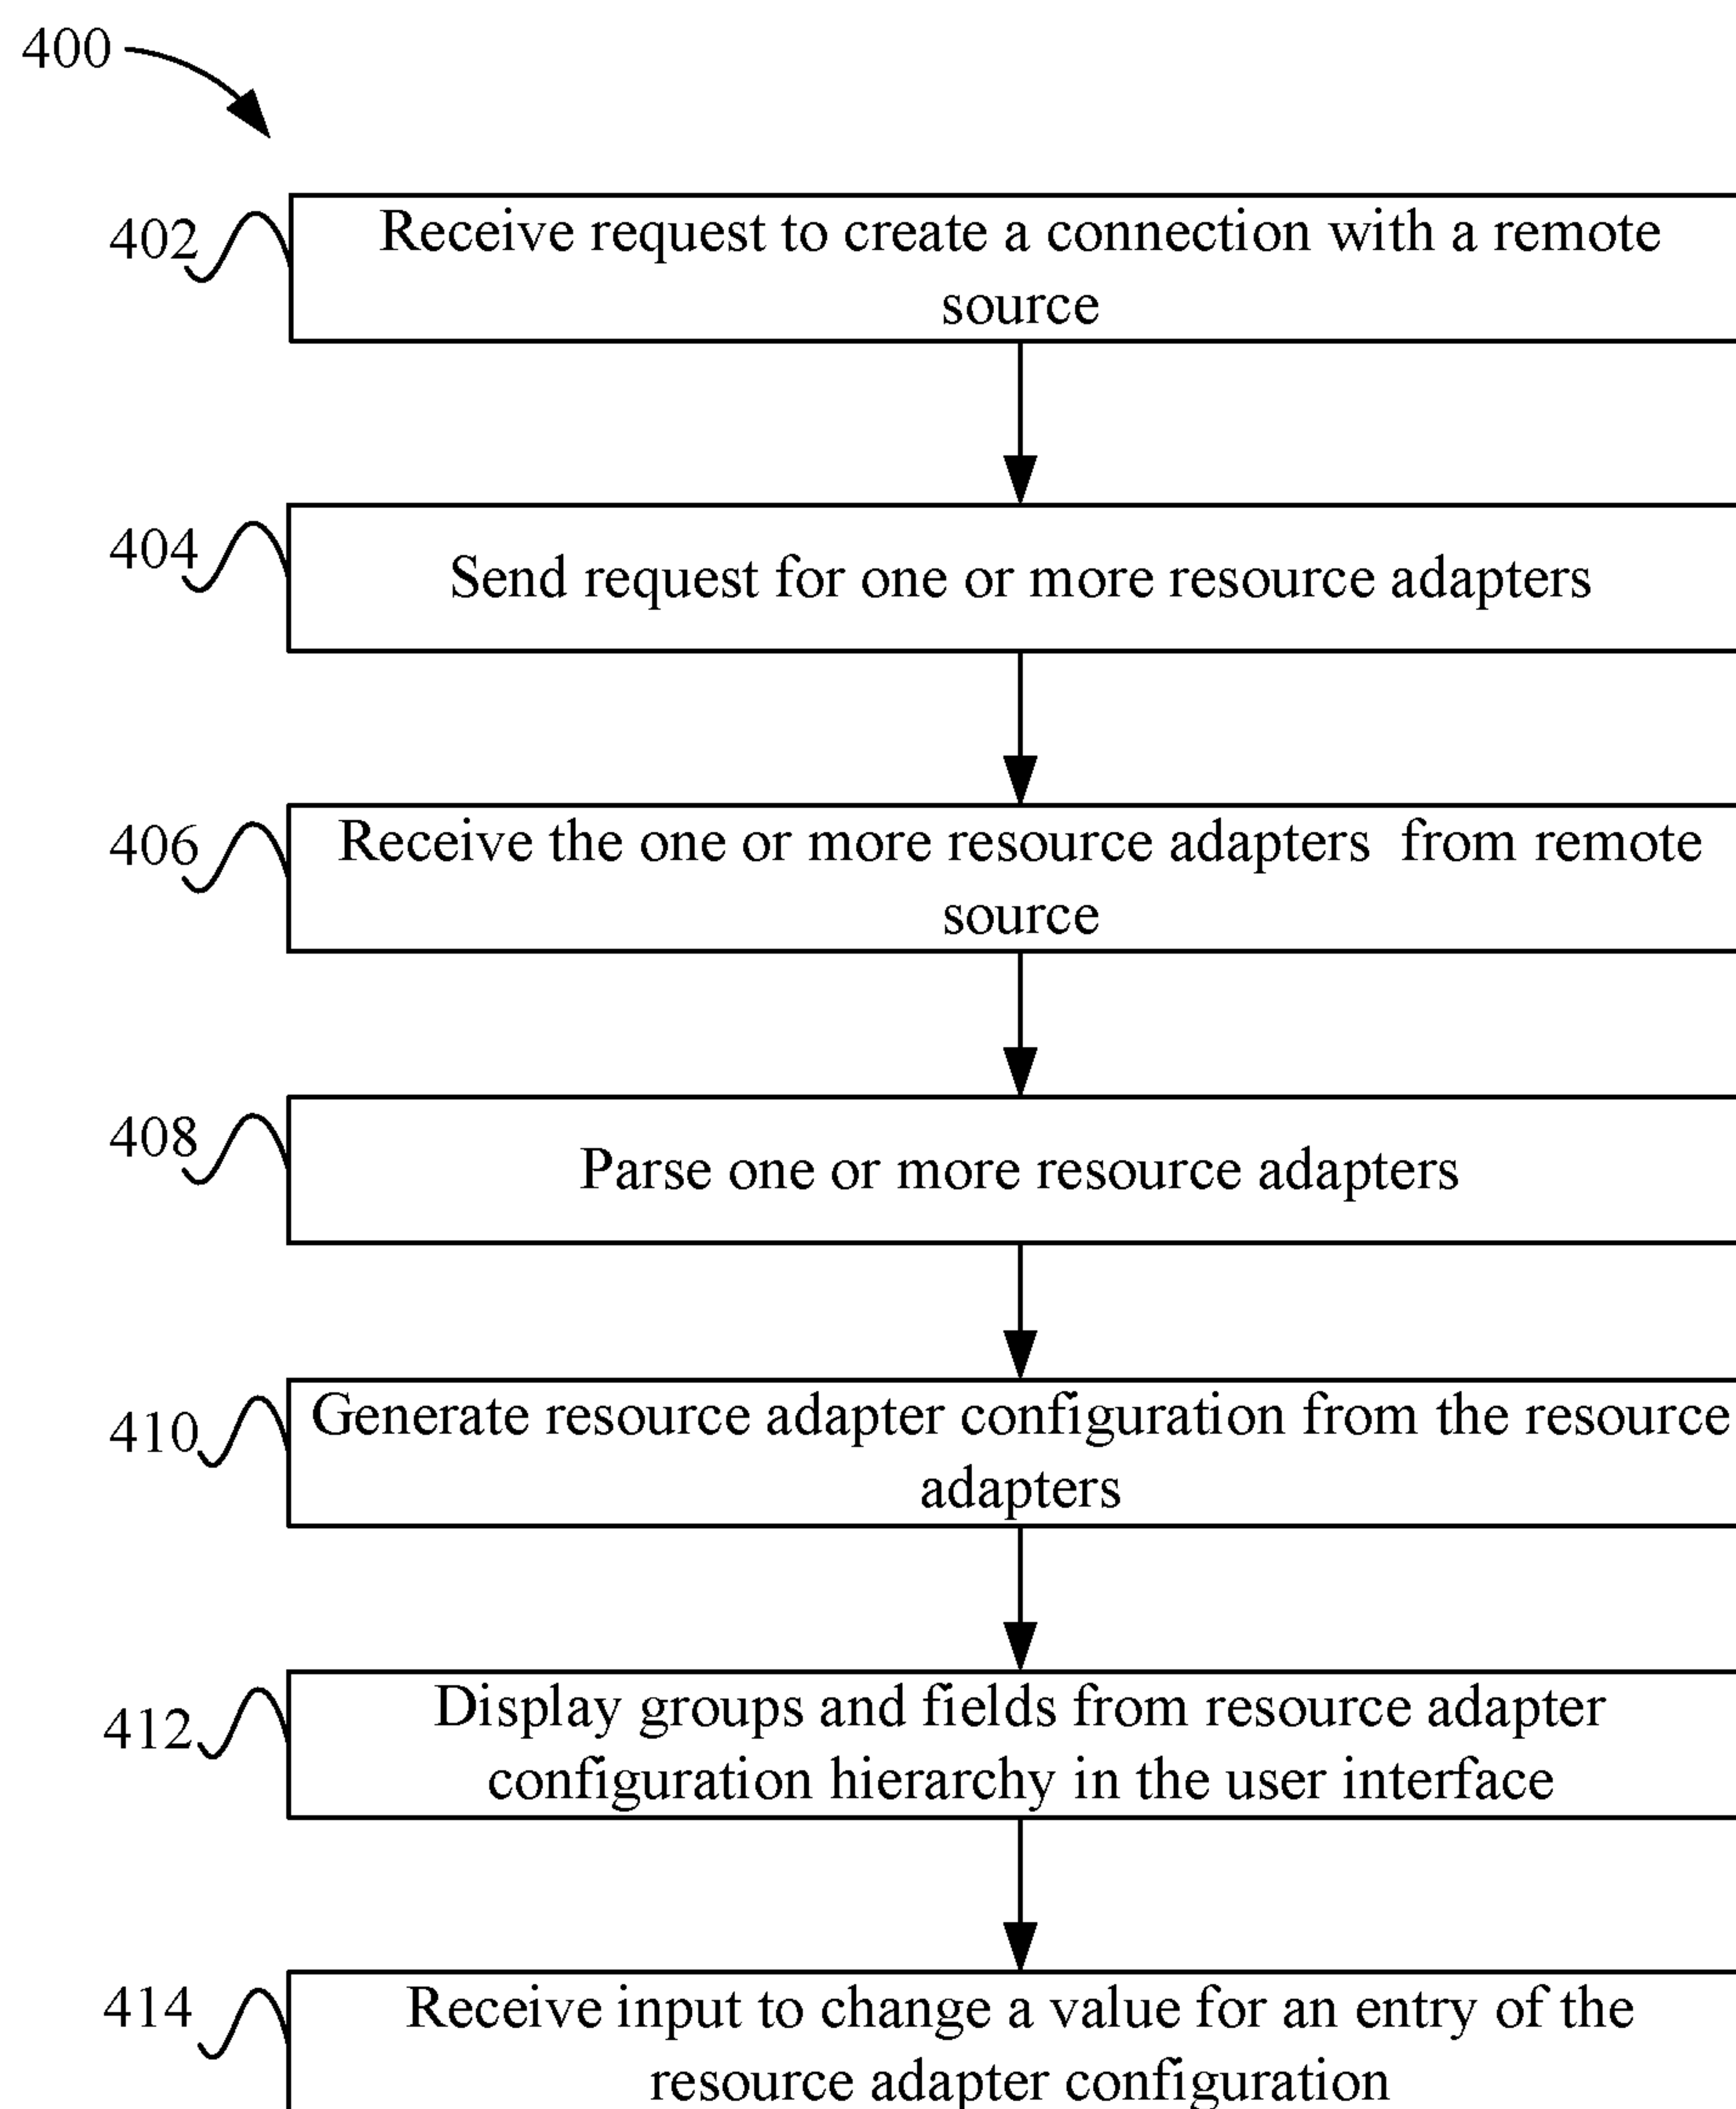 400
402
Receive request to create a connection with a remote
source
404
Send request for one or more resource adapters
406
Receive the one or more resource adapters from remote
source
408
Parse one or more resource adapters
410
Generate resource adapter configuration from the resource
adapters
412
Display groups and fields from resource adapter
configuration hierarchy in the user interface
414
Receive input to change a value for an entry of the
resource adapter configuration